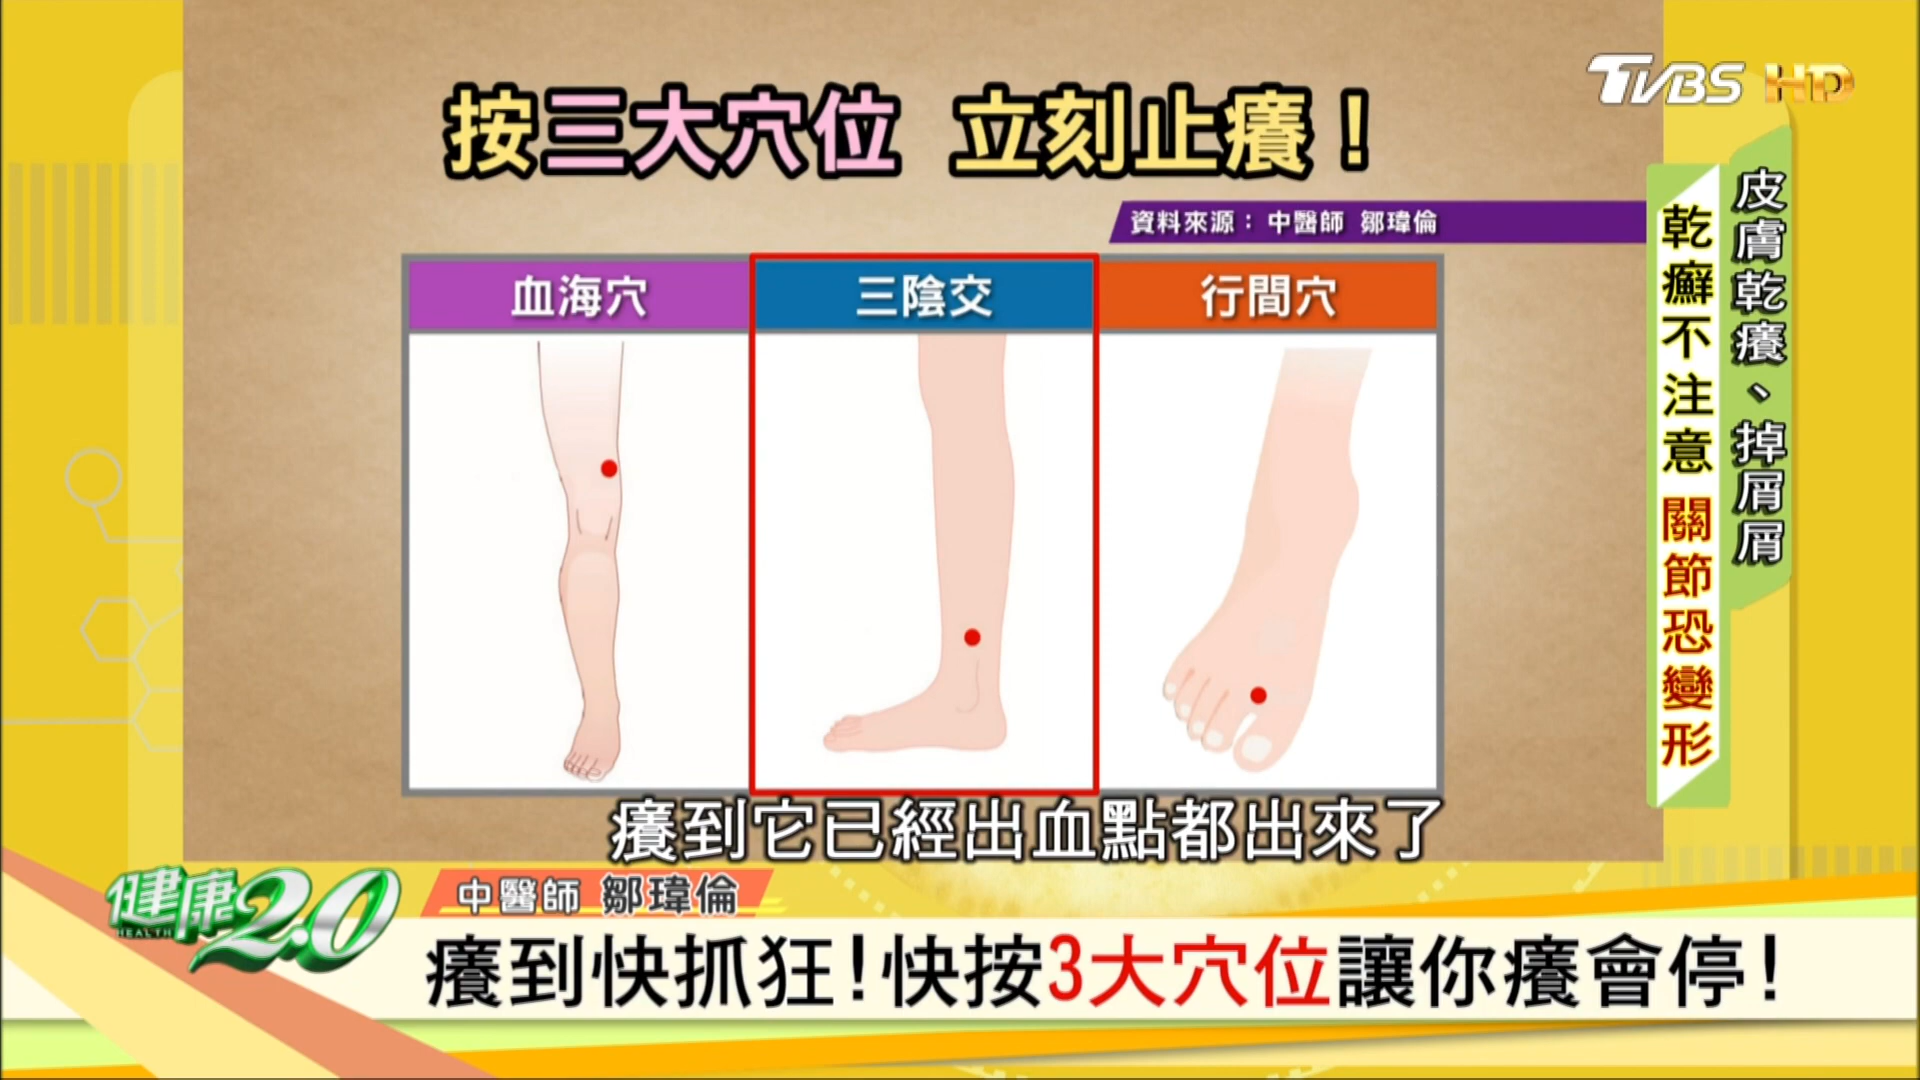 TVBS HD
按三大穴位 立刻止癢！
資料來源：中醫師 鄒瑋倫
血海穴
三陰交
行間穴
皮膚乾癢、掉屑屑
乾癬不注意 關節恐變形
癢到它已經出血點都出來了
健康2.0
HEALTH
中醫師 鄒瑋倫
癢到快抓狂！快按3大穴位讓你癢會停！